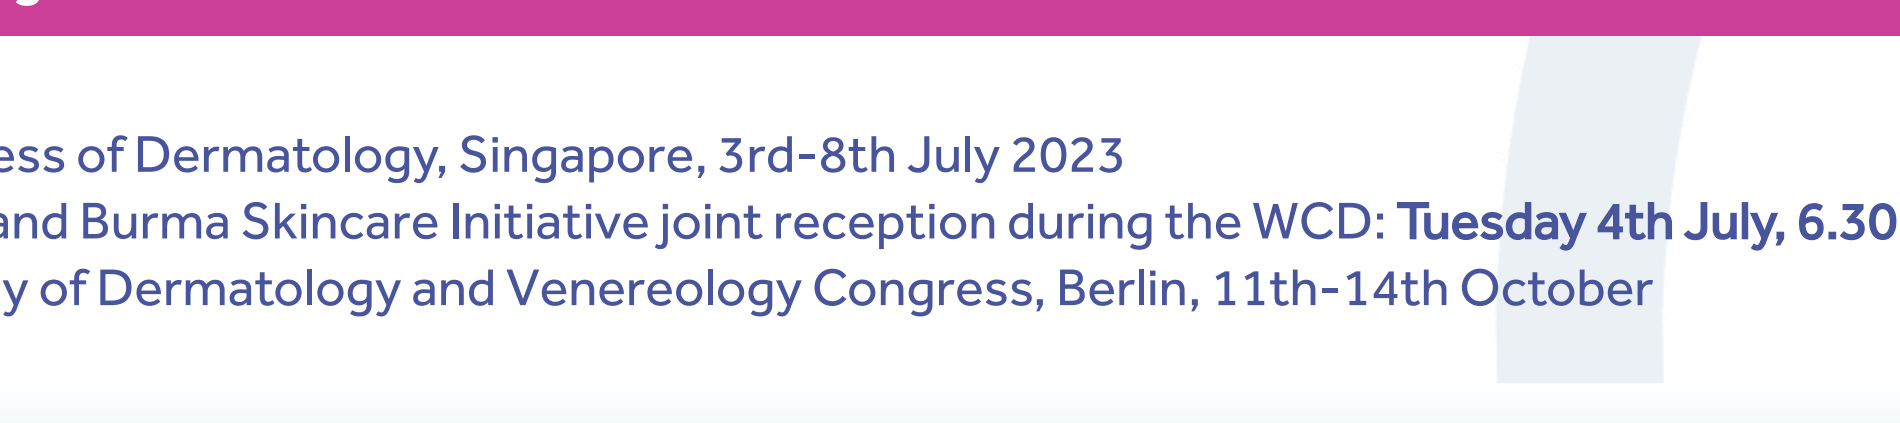 ess of Dermatology, Singapore, 3rd-8th July 2023
and Burma Skincare Initiative joint reception during the WCD: Tuesday 4th July, 6.30
y of Dermatology and Venereology Congress, Berlin, 11th-14th October